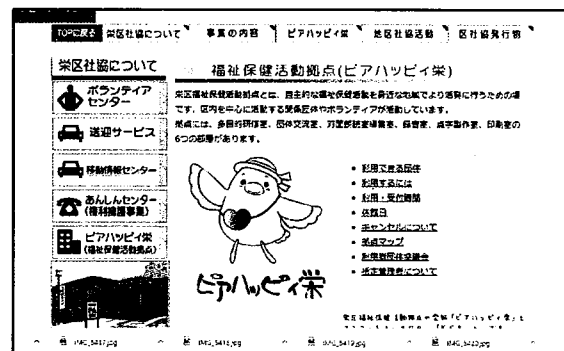 TOPに戻る 栄区社協について 事業の内容 ピアハッピィ栄 地区社協活動 区社協発行物
栄区社協について
ボランティア
センター
送迎サービス
移動情報センター
あんしんセンター
(権利擁護事業)
ピアハッピィ栄
(福祉保健活動拠点)
福祉保健活動拠点(ピアハッピィ栄)
栄区福祉保健活動拠点とは、自主的な福祉保健活動を身近な地域でより活発に行うための場
です。区内を中心に活動する関係団体やボランティアが活動しています。
拠点には、多目的研修室、団体交流室、対面朗読室編集室、録音室、点字製作室、印刷室の
6つの部屋があります。
利用できる団体
利用するには
利用・受付時間
休館日
キャンセルについて
拠点マップ
指定管理者について
ピアハッピィ栄
IMG_5417.jpg IMG_5418.jpg IMG_5419.jpg IMG_5420.jpg